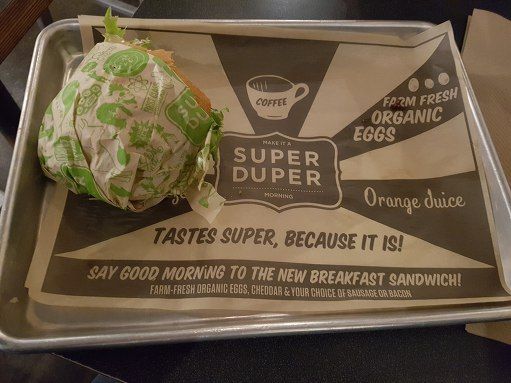 COFFEE
FARM FRESH
ORGANIC
EGGS
MAKE IT A
SUPER
DUPER
MORNING
Orange Juice
TASTES SUPER, BECAUSE IT IS!
SAY GOOD MORNING TO THE NEW BREAKFAST SANDWICH!
FARM-FRESH ORGANIC EGGS, CHEDDAR & YOUR CHOICE OF SAUSAGE OR BACON